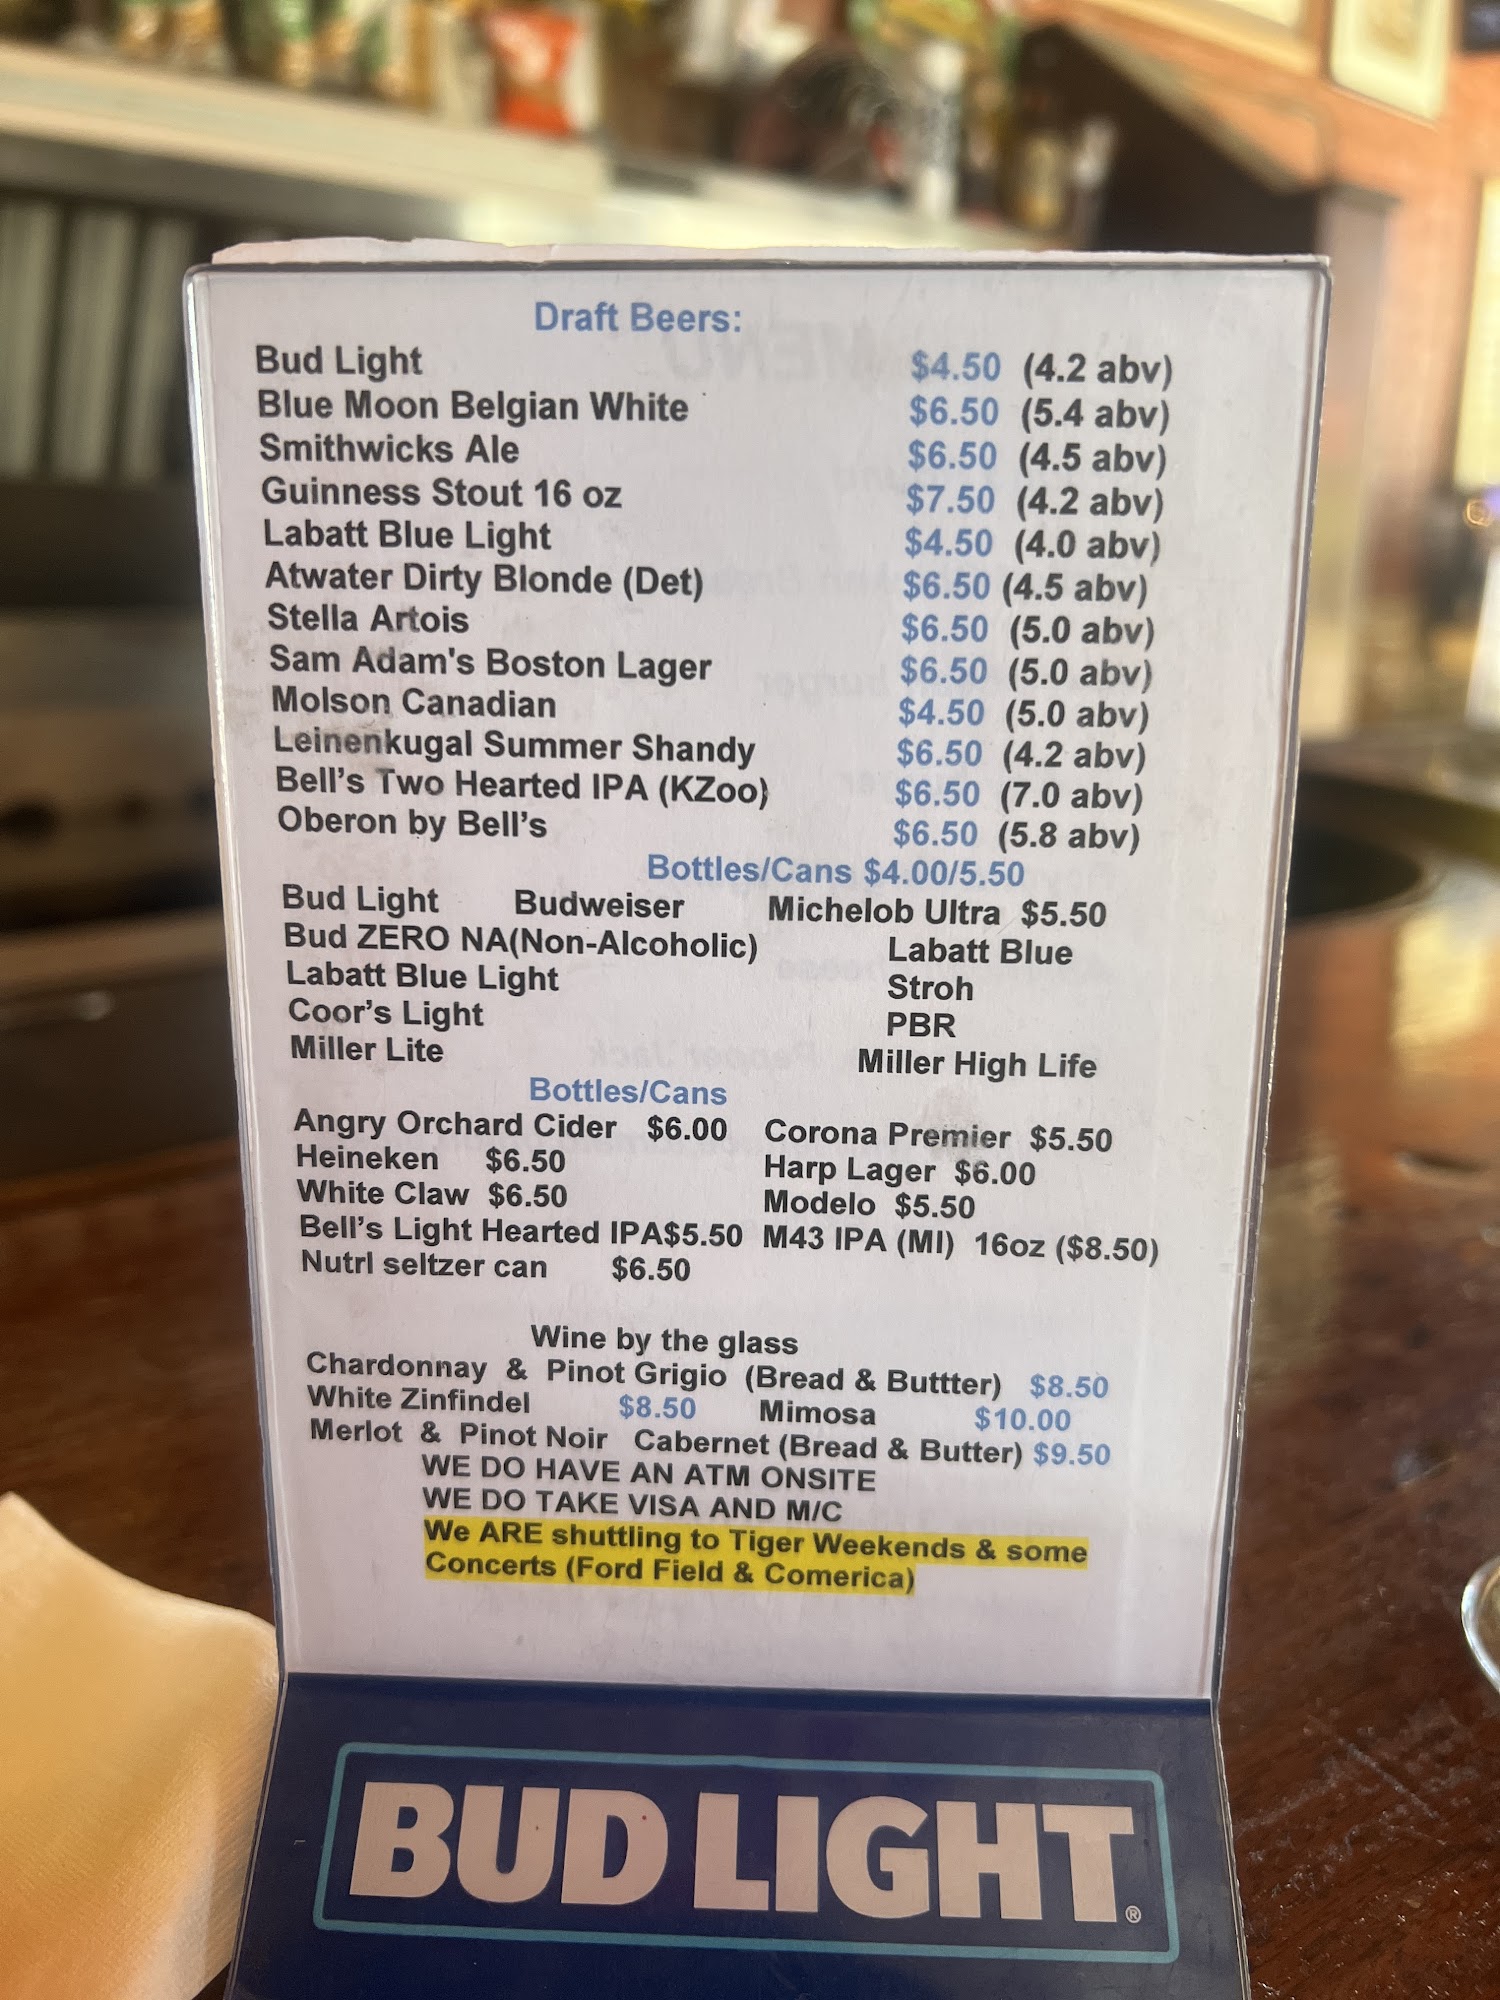 Draft Beers:
Bud Light $4.50 (4.2 abv)
Blue Moon Belgian White $6.50 (5.4 abv)
Smithwicks Ale $6.50 (4.5 abv)
Guinness Stout 16 oz $7.50 (4.2 abv)
Labatt Blue Light $4.50 (4.0 abv)
Atwater Dirty Blonde (Det) $6.50 (4.5 abv)
Stella Artois $6.50 (5.0 abv)
Sam Adam's Boston Lager $6.50 (5.0 abv)
Molson Canadian $4.50 (5.0 abv)
Leinenkugal Summer Shandy $6.50 (4.2 abv)
Bell's Two Hearted IPA (KZoo) $6.50 (7.0 abv)
Oberon by Bell's $6.50 (5.8 abv)
Bottles/Cans $4.00/5.50
Bud Light Budweiser Michelob Ultra $5.50
Bud ZERO NA(Non-Alcoholic) Labatt Blue
Labatt Blue Light Stroh
Coor's Light PBR
Miller Lite Miller High Life
Bottles/Cans
Angry Orchard Cider $6.00 Corona Premier $5.50
Heineken $6.50 Harp Lager $6.00
White Claw $6.50 Modelo $5.50
Bell's Light Hearted IPA$5.50 M43 IPA (MI) 16oz ($8.50)
Nutrl seltzer can $6.50
Wine by the glass
Chardonnay & Pinot Grigio (Bread & Buttter) $8.50
White Zinfindel $8.50 Mimosa $10.00
Merlot & Pinot Noir Cabernet (Bread & Butter) $9.50
WE DO HAVE AN ATM ONSITE
WE DO TAKE VISA AND M/C
We ARE shuttling to Tiger Weekends & some
Concerts (Ford Field & Comerica)
BUD LIGHT®